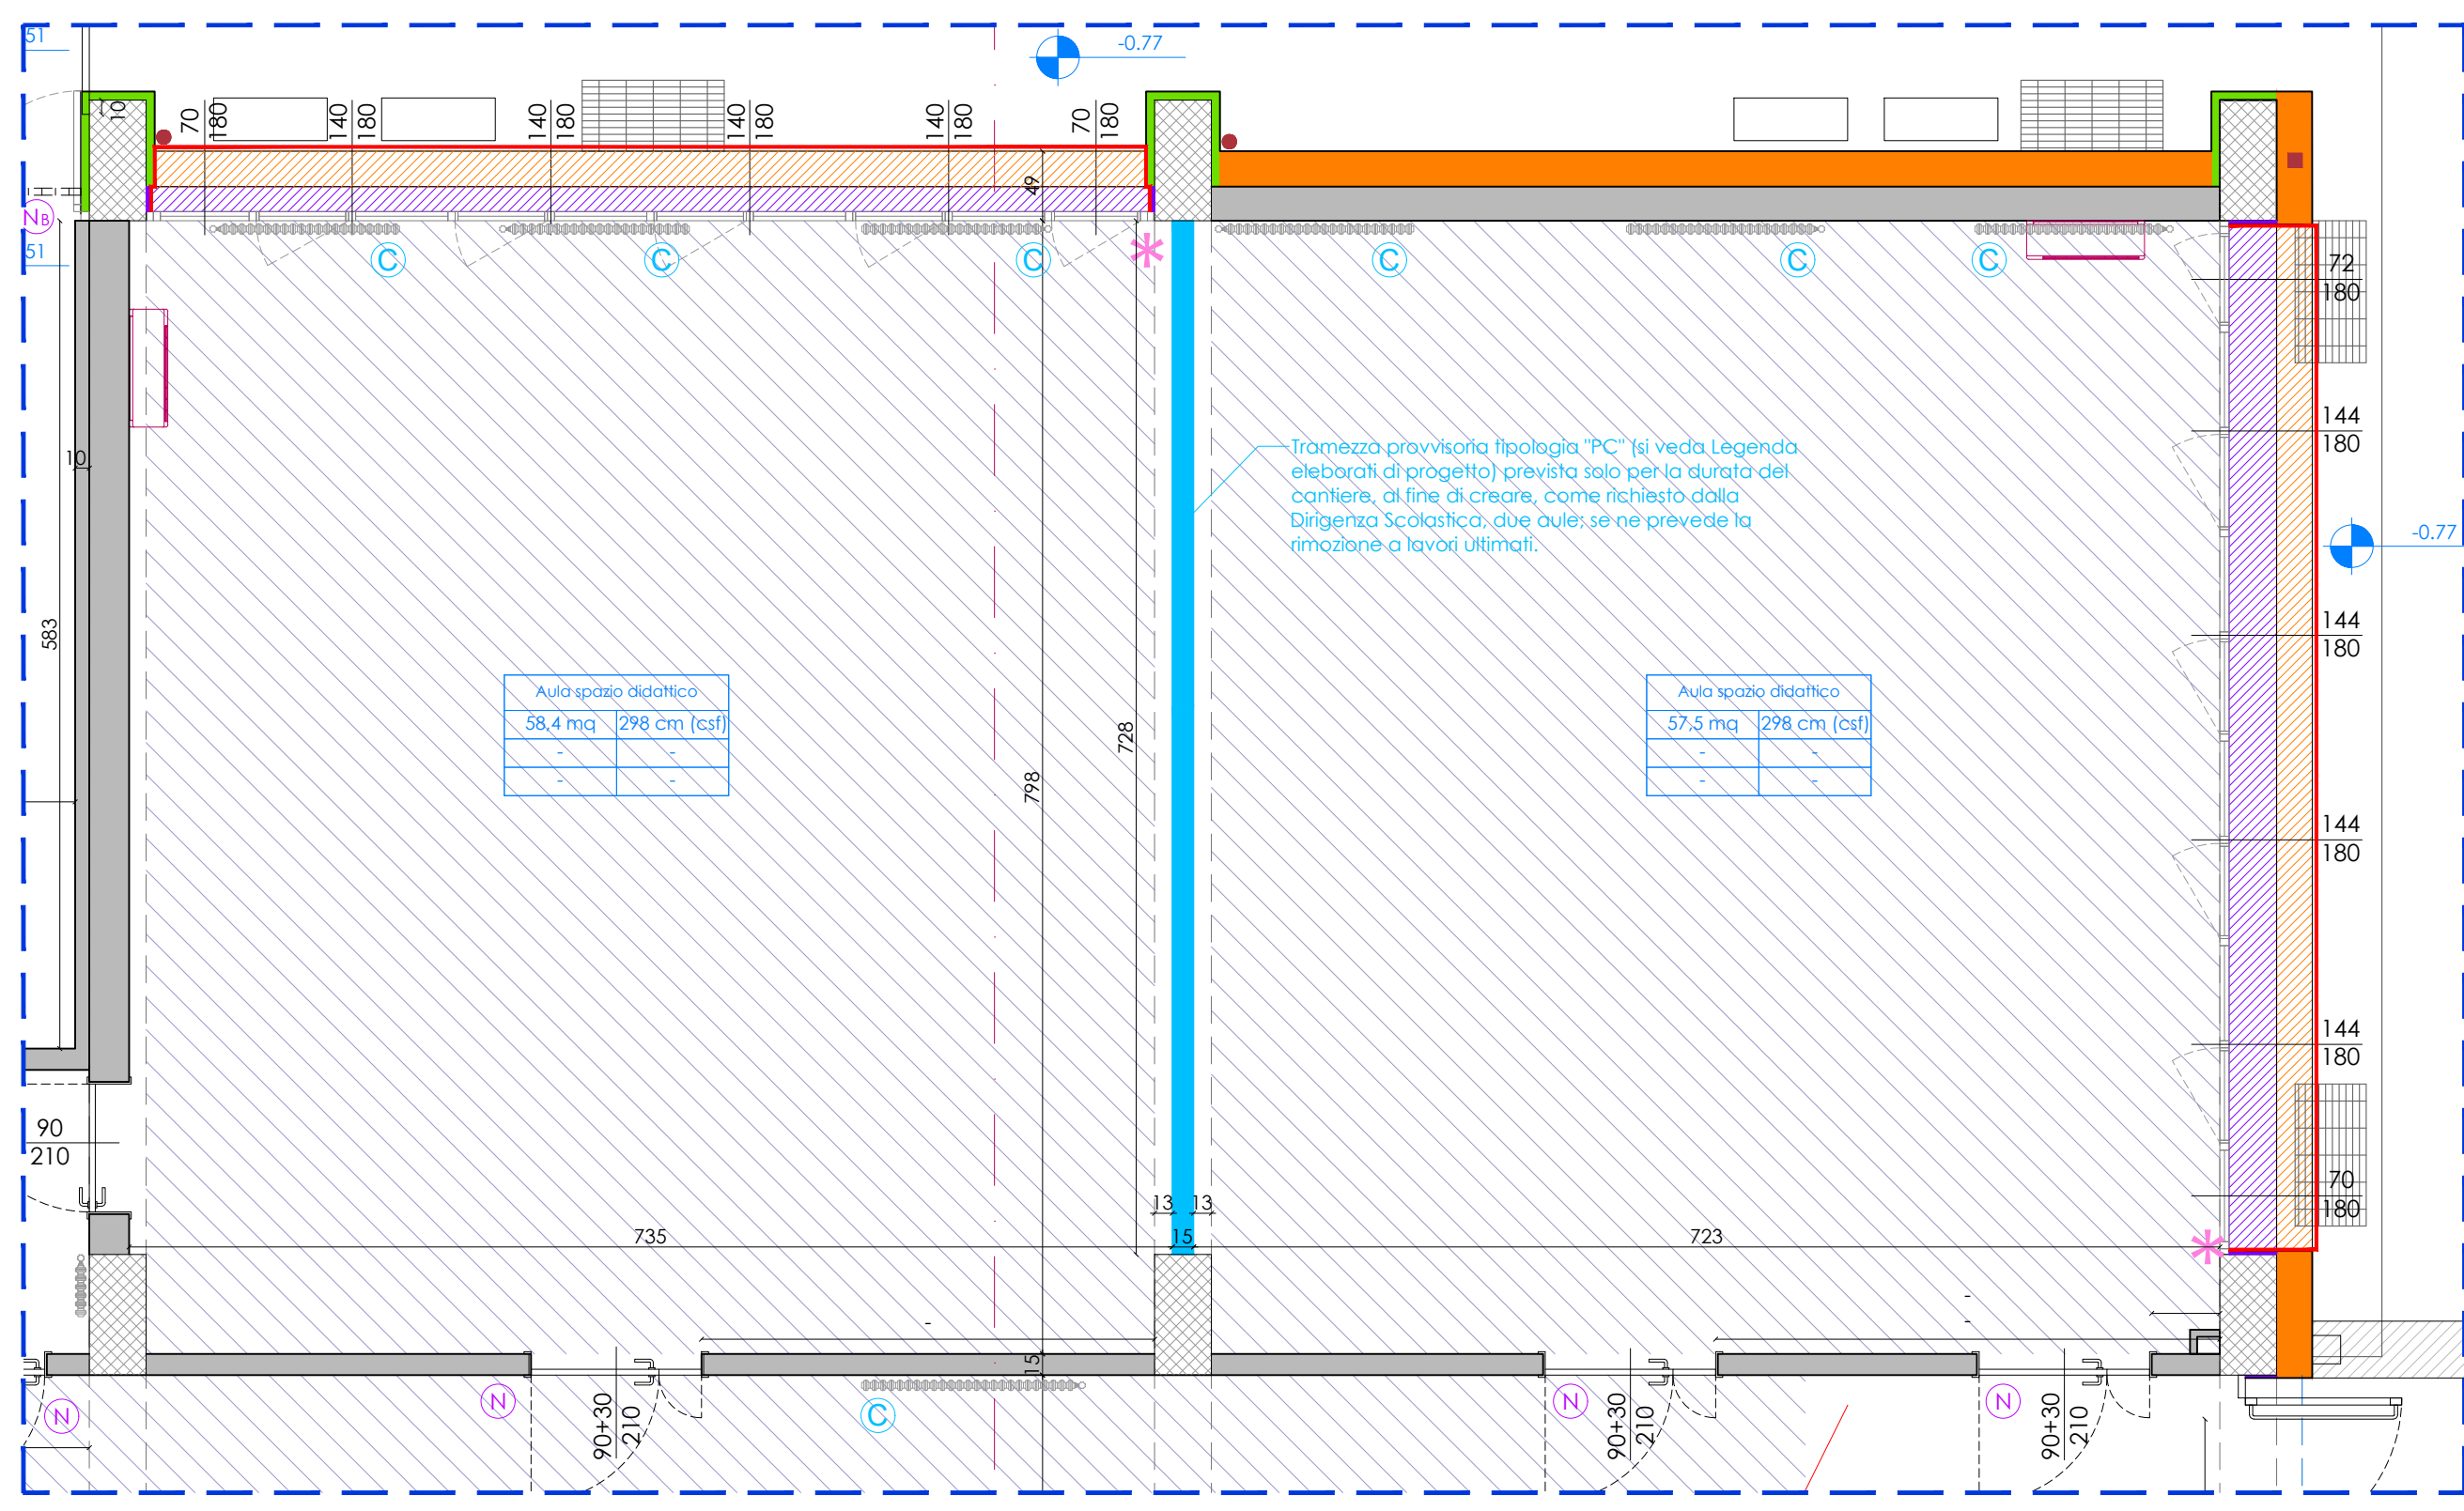 51
-0.77
10
70
180
140
180
140
180
140
180
140
180
70
180
49
NB
51
C
C
C
C
C
C
*
72
180
144
180
Tramezza provvisoria tipologia "PC" (si veda Legenda
eleborati di progetto) prevista solo per la durata del
cantiere, al fine di creare, come richiesto dalla
Dirigenza Scolastica, due aule; se ne prevede la
rimozione a lavori ultimati.
10
-0.77
583
144
180
Aula spazio didattico
58,4 mq 298 cm (csf)
- -
- -
Aula spazio didattico
57,5 mq 298 cm (csf)
- -
- -
728
798
144
180
144
180
90
210
70
180
13
13
735
15
723
*
-
-
-
15
N
N
C
N
N
90+30
210
90+30
210
90+30
210